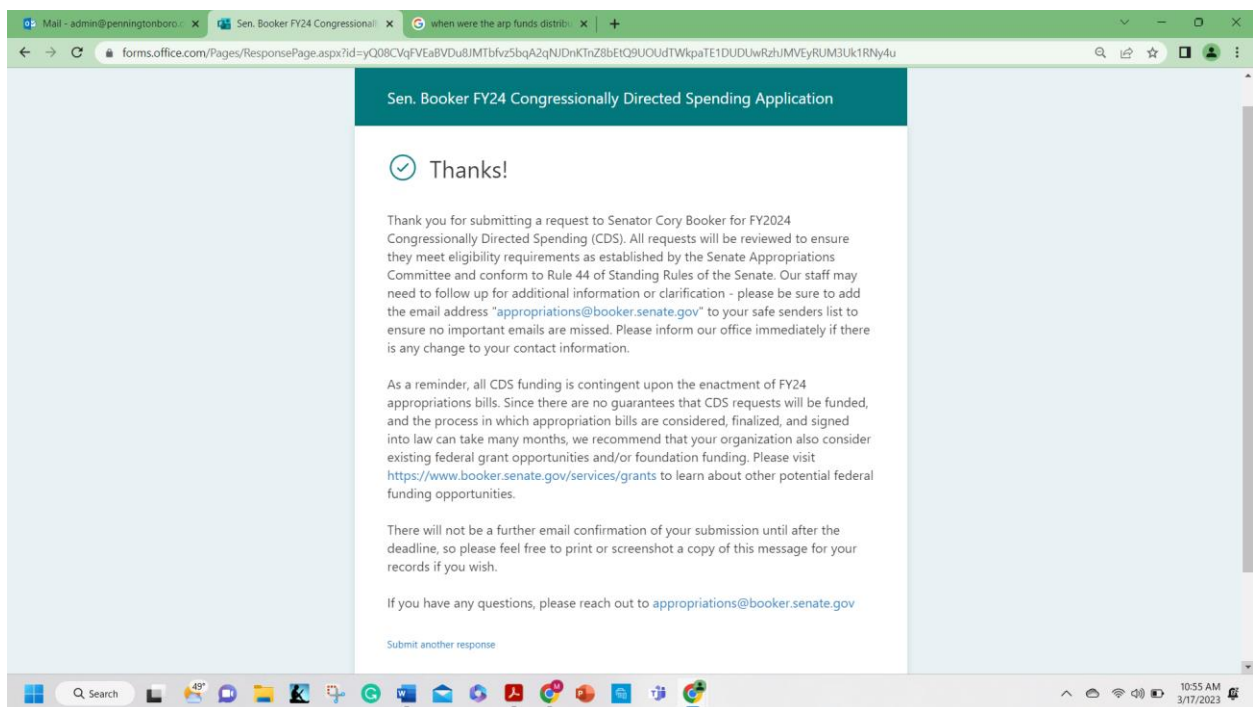 Mail - admin@penningtonboro.c
Sen. Booker FY24 Congressionall
when were the arp funds distribu
forms.office.com/Pages/ResponsePage.aspx?id=yQ08CVqFVEaBVDu8JMTbfvz5bqA2qNJDnKTnZ8bEtQ9UOUdTWkpaTE1DUDUwRzhJMVEyRUM3Uk1RNy4u
Sen. Booker FY24 Congressionally Directed Spending Application
Thanks!
Thank you for submitting a request to Senator Cory Booker for FY2024
Congressionally Directed Spending (CDS). All requests will be reviewed to ensure
they meet eligibility requirements as established by the Senate Appropriations
Committee and conform to Rule 44 of Standing Rules of the Senate. Our staff may
need to follow up for additional information or clarification - please be sure to add
the email address "appropriations@booker.senate.gov" to your safe senders list to
ensure no important emails are missed. Please inform our office immediately if there
is any change to your contact information.
As a reminder, all CDS funding is contingent upon the enactment of FY24
appropriations bills. Since there are no guarantees that CDS requests will be funded,
and the process in which appropriation bills are considered, finalized, and signed
into law can take many months, we recommend that your organization also consider
existing federal grant opportunities and/or foundation funding. Please visit
https://www.booker.senate.gov/services/grants to learn about other potential federal
funding opportunities.
There will not be a further email confirmation of your submission until after the
deadline, so please feel free to print or screenshot a copy of this message for your
records if you wish.
If you have any questions, please reach out to appropriations@booker.senate.gov
Submit another response
Search
49°
10:55 AM
3/17/2023